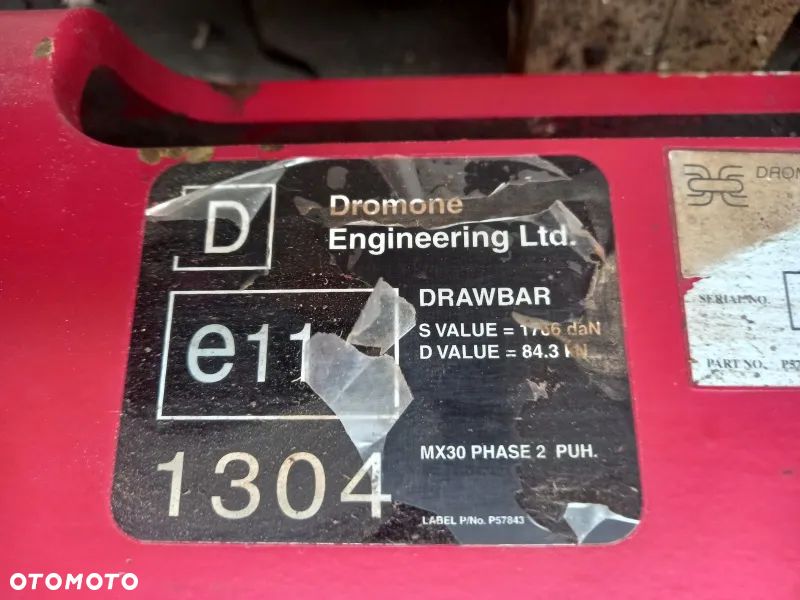 D
Dromone
Engineering Ltd.
DRAWBAR
S VALUE = 1766 daN
D VALUE = 84.3 kN
e11
1304
MX30 PHASE 2 PUH.
LABEL P/No. P57843
SERIAL NO.
PART NO.
OTOMOTO